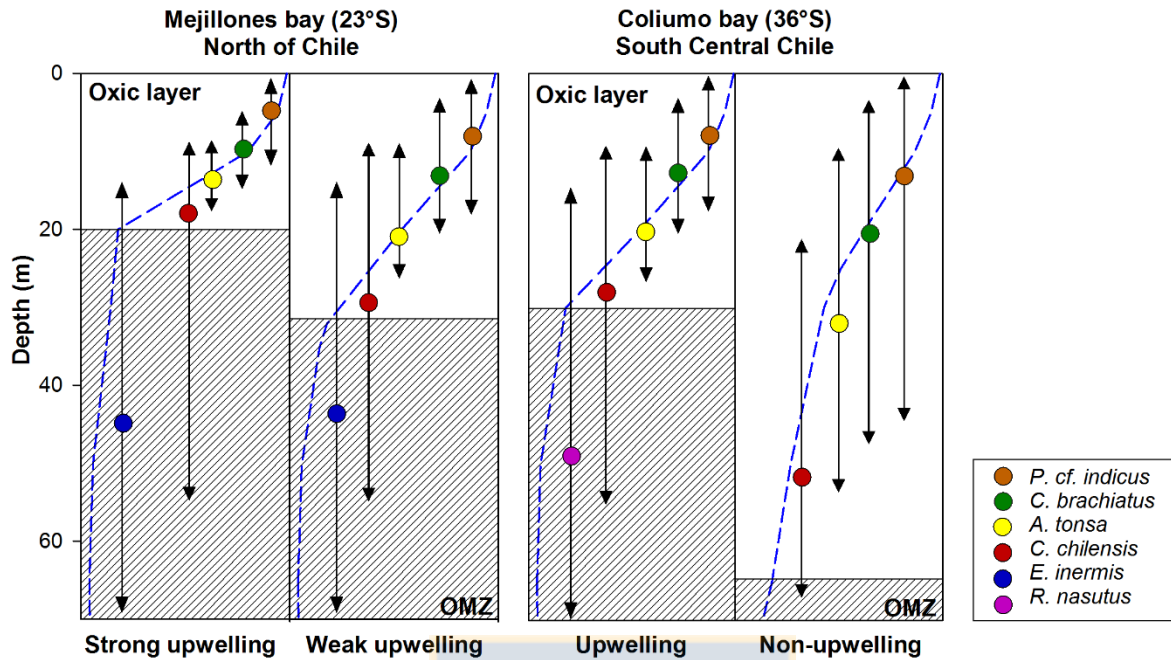 Mejillones bay (23°S)
North of Chile
Coliumo bay (36°S)
South Central Chile
0
20
40
60
Depth (m)
Oxic layer
Oxic layer
OMZ
OMZ
Strong upwelling
Weak upwelling
Upwelling
Non-upwelling
P. cf. indicus
C. brachiatus
A. tonsa
C. chilensis
E. inermis
R. nasutus